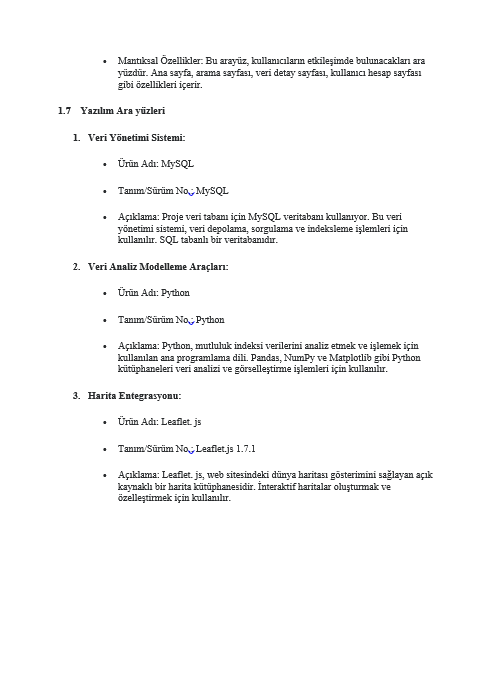 • Mantıksal Özellikler: Bu arayüz, kullanıcıların etkileşimde bulunacakları ara
yüzdür. Ana sayfa, arama sayfası, veri detay sayfası, kullanıcı hesap sayfası
gibi özellikleri içerir.
1.7 Yazılım Ara yüzleri
1. Veri Yönetimi Sistemi:
• Ürün Adı: MySQL
• Tanım/Sürüm No.: MySQL
• Açıklama: Proje veri tabanı için MySQL veritabanı kullanıyor. Bu veri
yönetimi sistemi, veri depolama, sorgulama ve indeksleme işlemleri için
kullanılır. SQL tabanlı bir veritabanıdır.
2. Veri Analiz Modelleme Araçları:
• Ürün Adı: Python
• Tanım/Sürüm No.: Python
• Açıklama: Python, mutluluk indeksi verilerini analiz etmek ve işlemek için
kullanılan ana programlama dili. Pandas, NumPy ve Matplotlib gibi Python
kütüphaneleri veri analizi ve görselleştirme işlemleri için kullanılır.
3. Harita Entegrasyonu:
• Ürün Adı: Leaflet. js
• Tanım/Sürüm No.: Leaflet.js 1.7.1
• Açıklama: Leaflet. js, web sitesindeki dünya haritası gösterimini sağlayan açık
kaynaklı bir harita kütüphanesidir. İnteraktif haritalar oluşturmak ve
özelleştirmek için kullanılır.